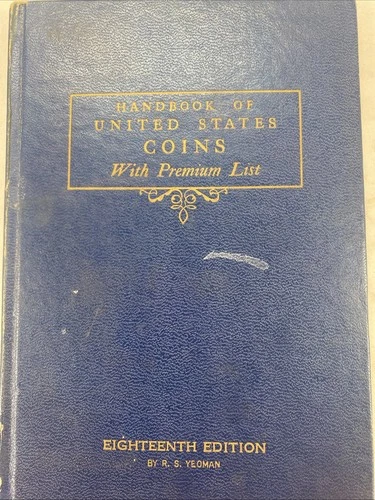 HANDBOOK OF
UNITED STATES
COINS
With Premium List
EIGHTEENTH EDITION
BY R. S. YEOMAN